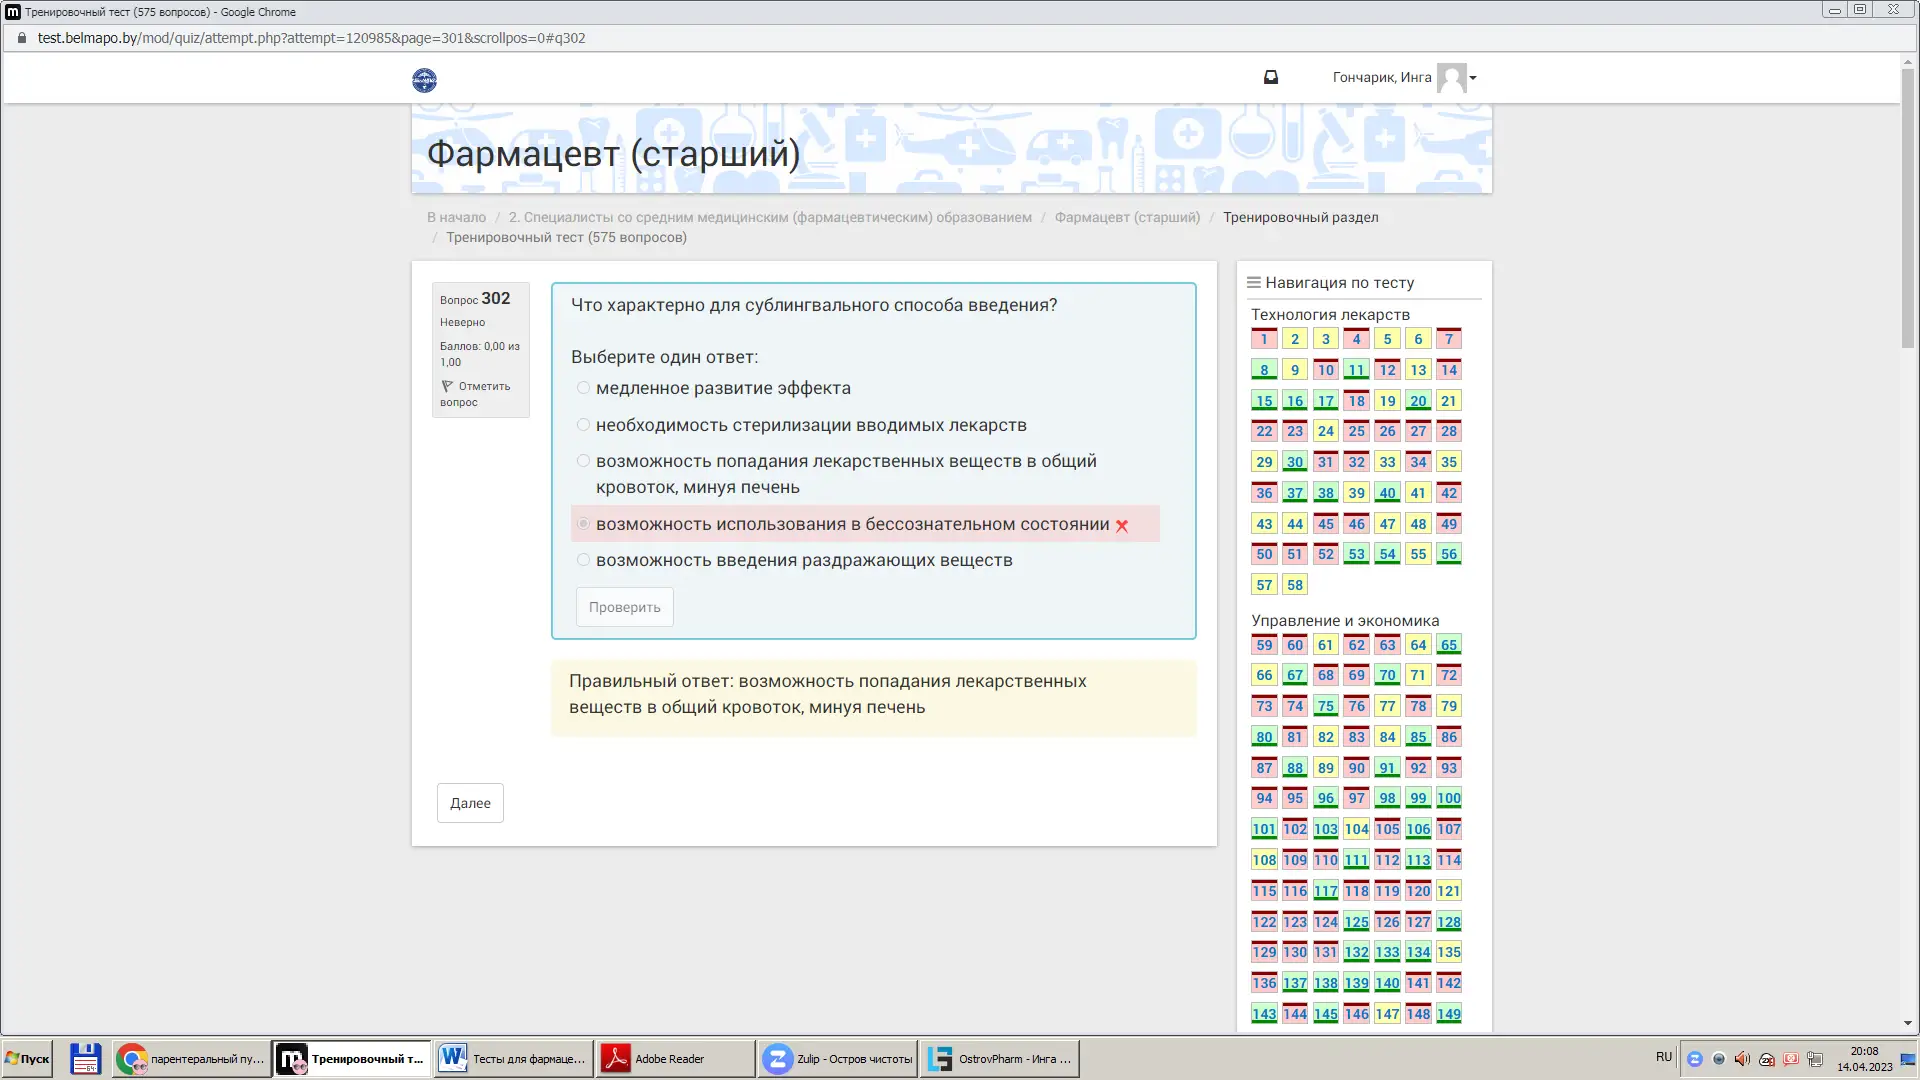 Тренировочный тест (575 вопросов) - Google Chrome
test.belmapo.by/mod/quiz/attempt.php?attempt=120985&page=301&scrollpos=0#q302
Гончарик, Инга
Фармацевт (старший)
В начало / 2. Специалисты со средним медицинским (фармацевтическим) образованием / Фармацевт (старший) / Тренировочный раздел
/ Тренировочный тест (575 вопросов)
Вопрос 302
Неверно
Баллов: 0,00 из
1,00
Отметить
вопрос
Что характерно для сублингвального способа введения?
Выберите один ответ:
медленное развитие эффекта
необходимость стерилизации вводимых лекарств
возможность попадания лекарственных веществ в общий
кровоток, минуя печень
возможность использования в бессознательном состоянии
возможность введения раздражающих веществ
Проверить
Правильный ответ: возможность попадания лекарственных
веществ в общий кровоток, минуя печень
Далее
Навигация по тесту
Технология лекарств
1 2 3 4 5 6 7
8 9 10 11 12 13 14
15 16 17 18 19 20 21
22 23 24 25 26 27 28
29 30 31 32 33 34 35
36 37 38 39 40 41 42
43 44 45 46 47 48 49
50 51 52 53 54 55 56
57 58
Управление и экономика
59 60 61 62 63 64 65
66 67 68 69 70 71 72
73 74 75 76 77 78 79
80 81 82 83 84 85 86
87 88 89 90 91 92 93
94 95 96 97 98 99 100
101 102 103 104 105 106 107
108 109 110 111 112 113 114
115 116 117 118 119 120 121
122 123 124 125 126 127 128
129 130 131 132 133 134 135
136 137 138 139 140 141 142
143 144 145 146 147 148 149
Пуск
парентеральный пу...
Тренировочный т...
Тесты для фармаце...
Adobe Reader
Zulip - Остров чистоты
OstrovPharm - Инга ...
RU
20:08
14.04.2023